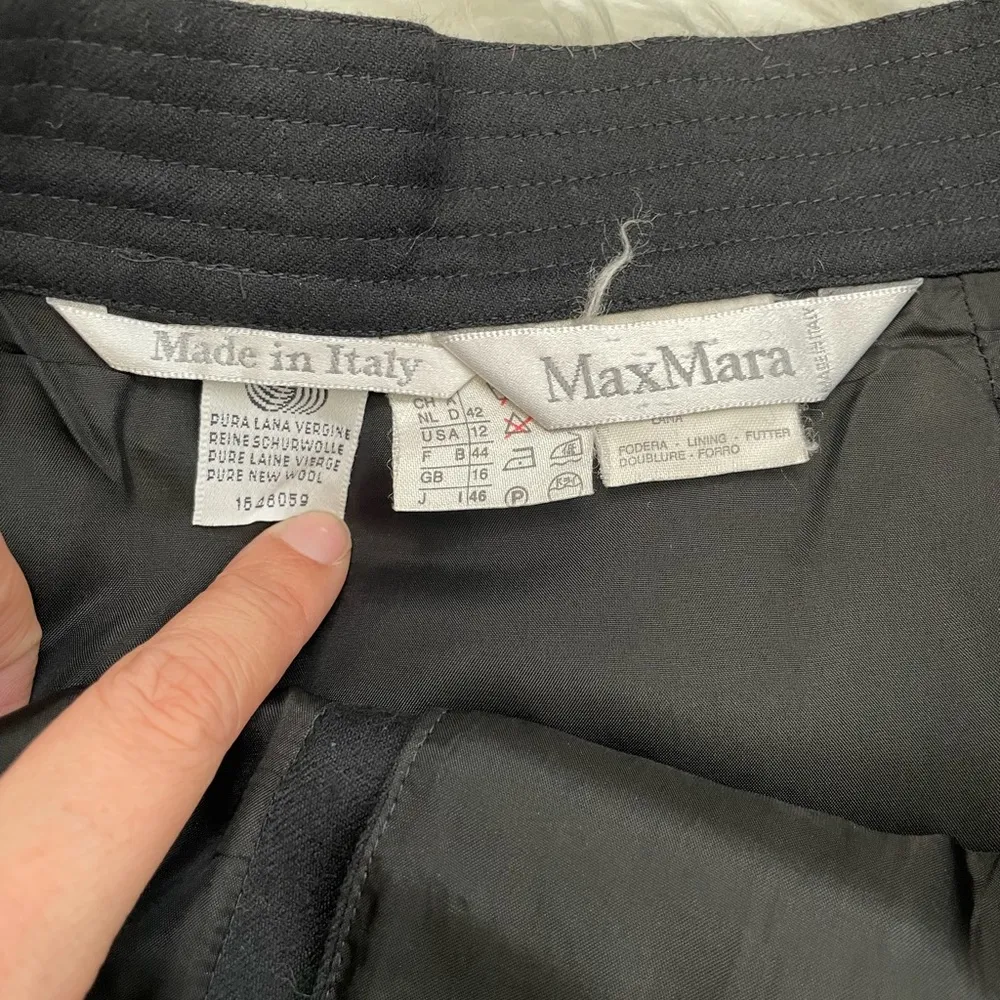 Made in Italy
MaxMara
MADE IN ITALY
PURA LANA VERGINE
REINE SCHURWOLLE
PURE LAINE VIERGE
PURE NEW WOOL
1546059
CH A
NL D 42
USA 12
F B 44
GB 16
J I 46
P
LANA
FODERA - LINING - FUTTER
DOUBLURE - FORRO